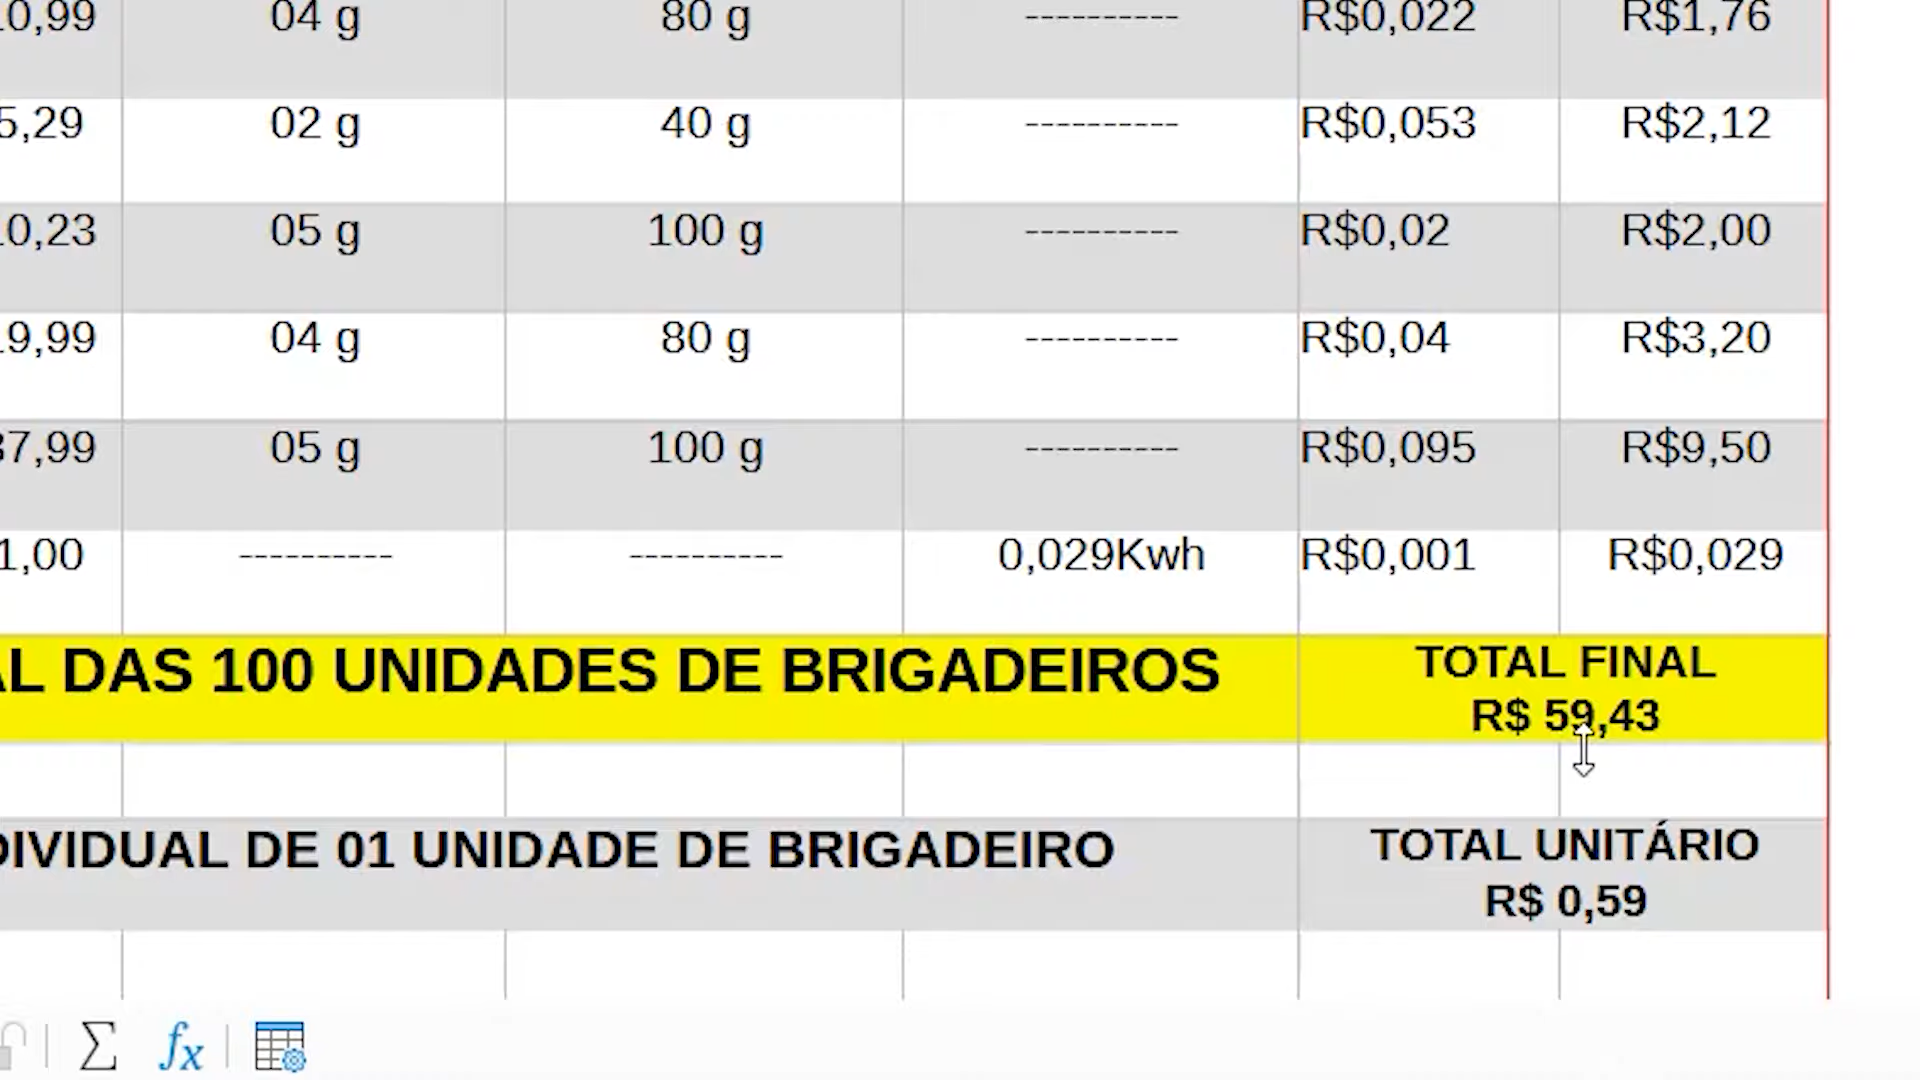 0,99 04 g 80 g ---------- R$0,022 R$1,76
5,29 02 g 40 g ---------- R$0,053 R$2,12
0,23 05 g 100 g ---------- R$0,02 R$2,00
9,99 04 g 80 g ---------- R$0,04 R$3,20
37,99 05 g 100 g ---------- R$0,095 R$9,50
1,00 ---------- ---------- 0,029Kwh R$0,001 R$0,029
AL DAS 100 UNIDADES DE BRIGADEIROS
TOTAL FINAL
R$ 59,43
DIVIDUAL DE 01 UNIDADE DE BRIGADEIRO
TOTAL UNITÁRIO
R$ 0,59
Σ fx